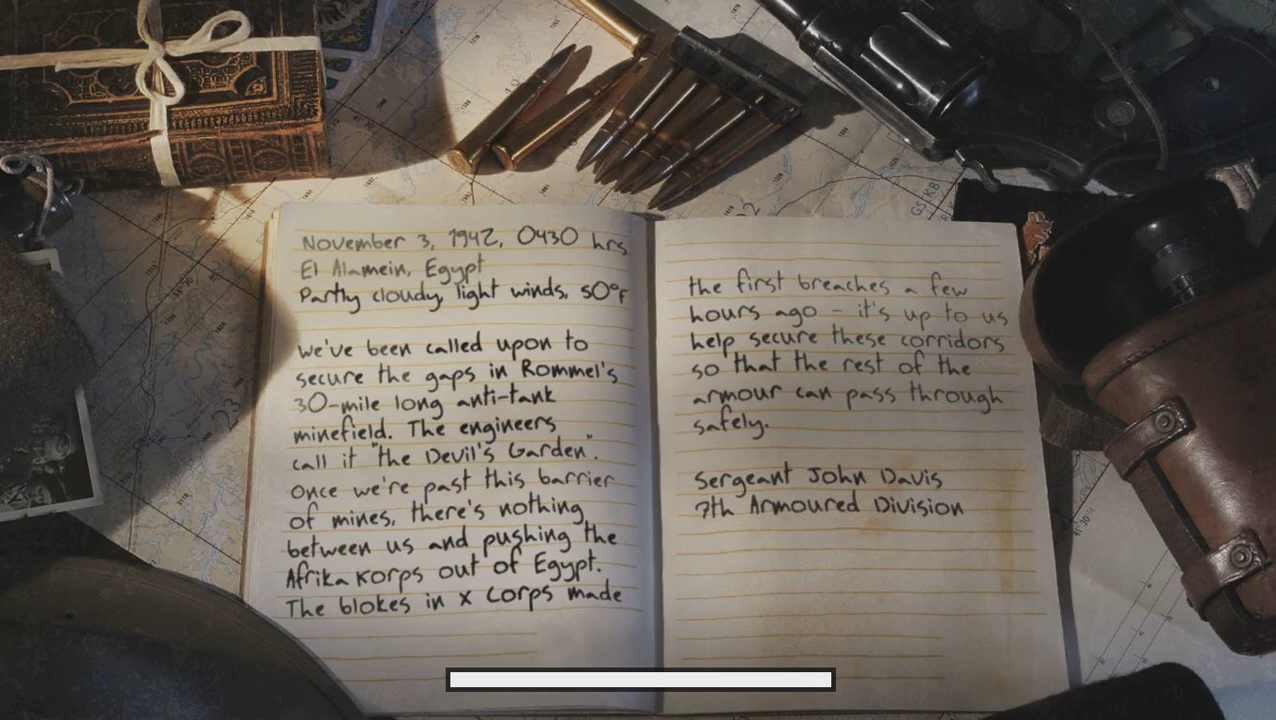 November 3, 1942, 0430 hrs,
El Alamein, Egypt
Partly cloudy, light winds, 50°F
We've been called upon to
secure the gaps in Rommel's
30-mile long anti-tank
minefield. The engineers
call it "the Devil's Garden".
Once we're past this barrier
of mines, there's nothing
between us and pushing the
Afrika Korps out of Egypt.
The blokes in X Corps made
the first breaches a few
hours ago - it's up to us
help secure these corridors
so that the rest of the
armour can pass through
safely.
Sergeant John Davis
7th Armoured Division
GS KB